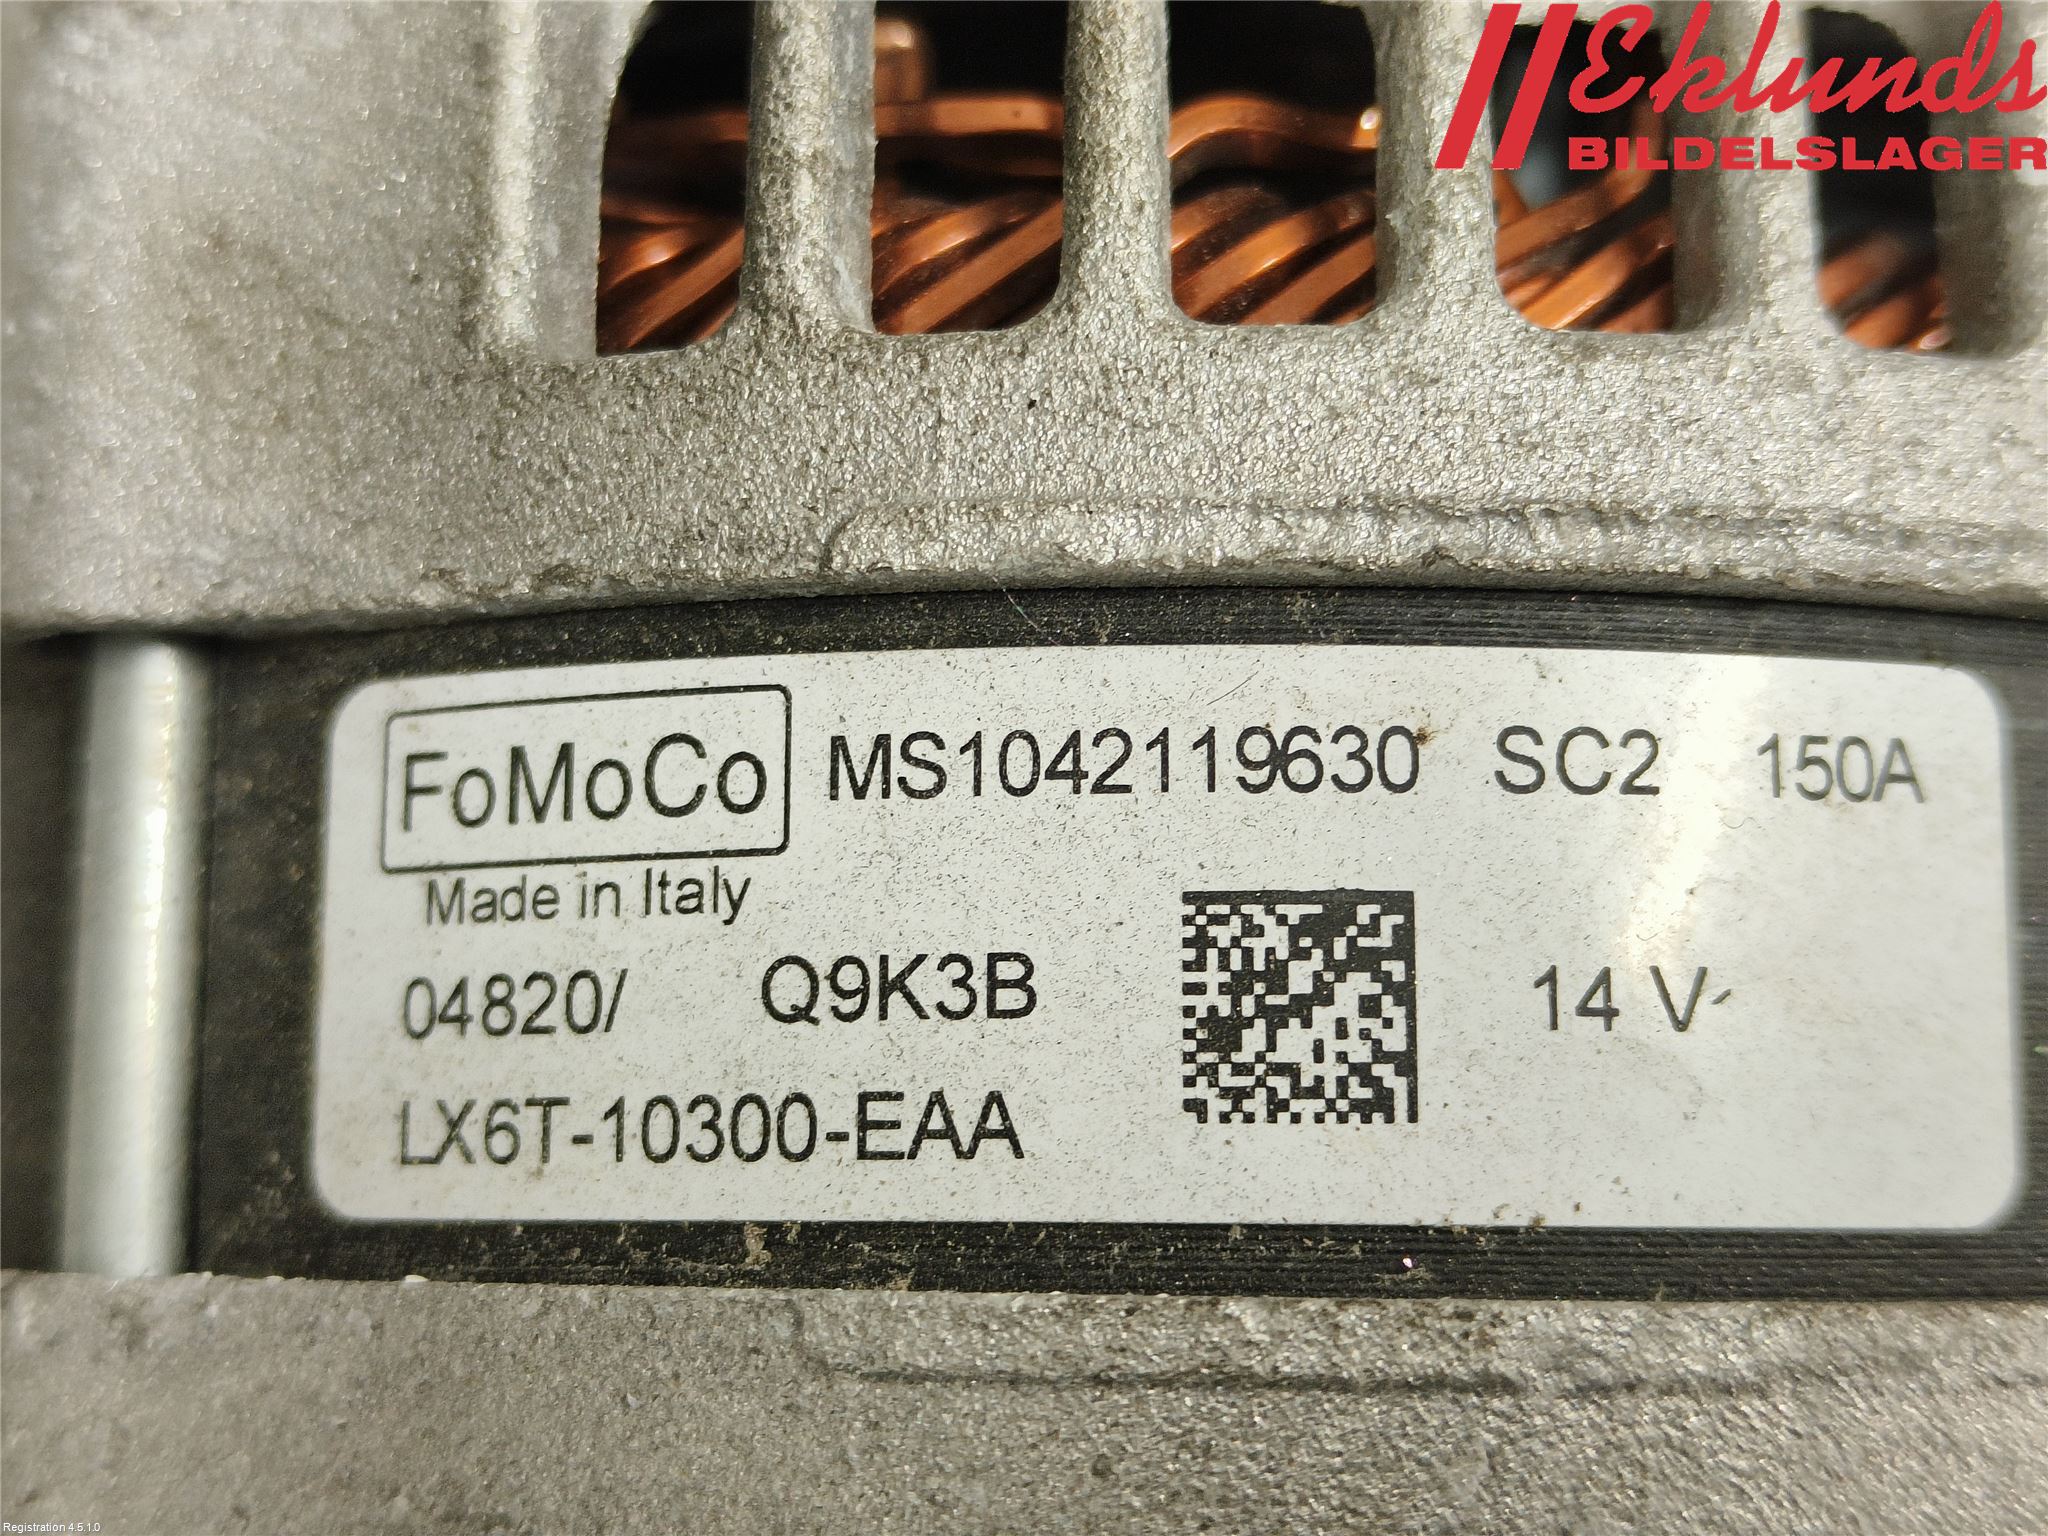 Eklunds
BILDELSLAGER
FoMoCo MS1042119630 SC2 150A
Made in Italy
04820/ Q9K3B 14 V
LX6T-10300-EAA
Registration 4.5.1.0